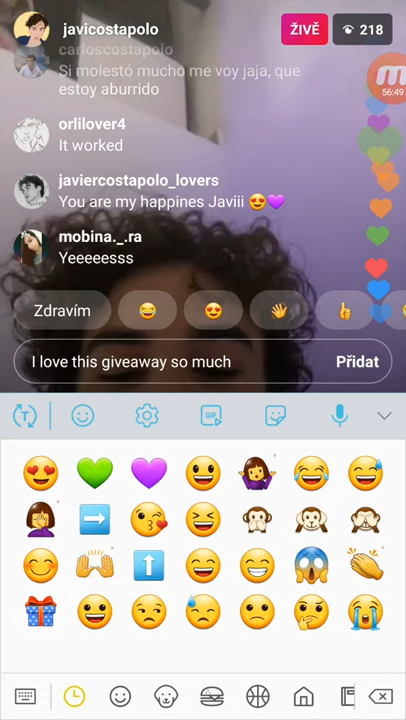 javicostapolo
ŽIVĚ
218
carloscostapolo
Si molestó mucho me voy jaja, que
estoy aburrido
56:49
orlilover4
It worked
javiercostapolo_lovers
You are my happines Javiii 😍💜
mobina._.ra
Yeeeeesss
Zdravím
I love this giveaway so much
Přidat
T
GIF